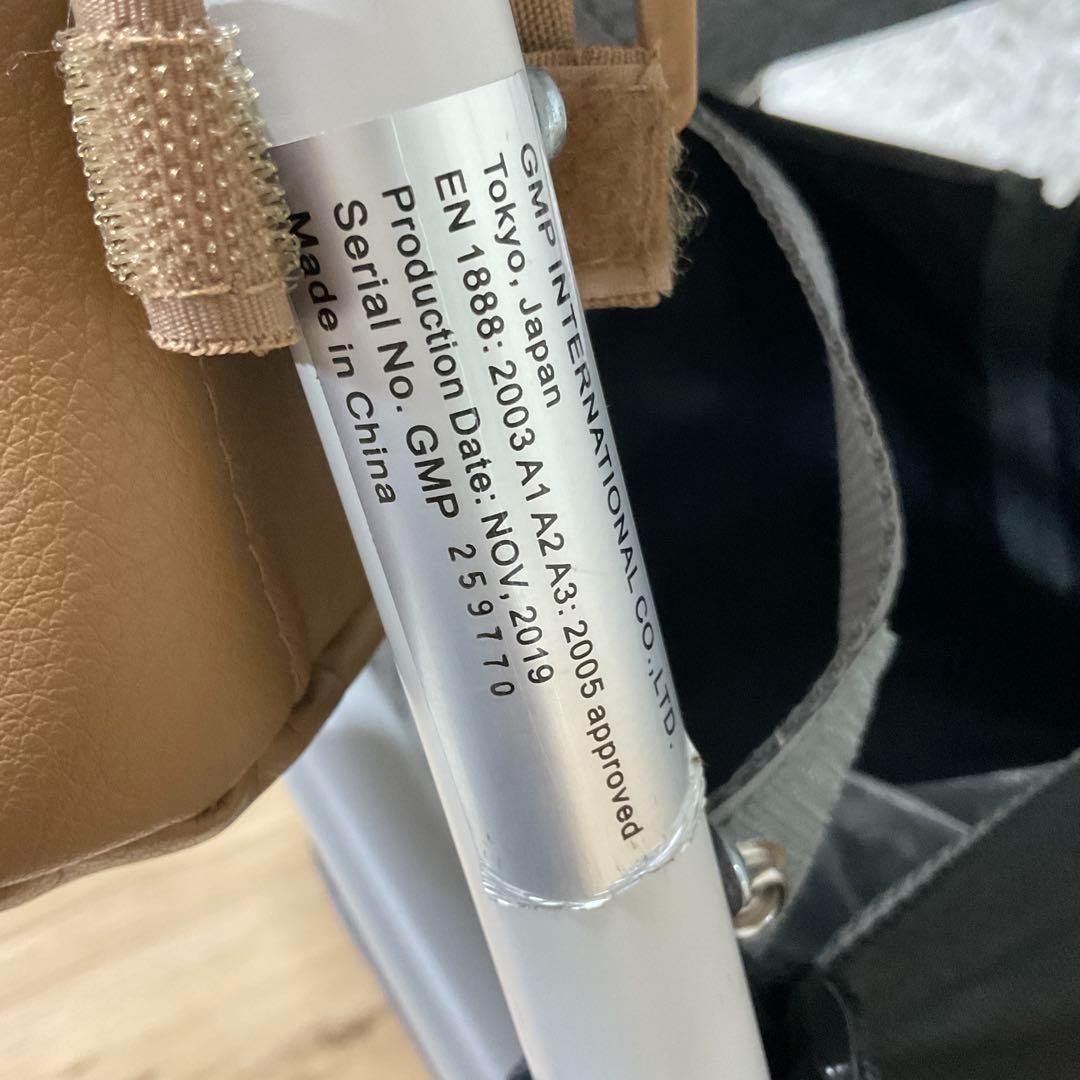 GMP INTERNATIONAL CO.,LTD.
Tokyo, Japan
EN 1888: 2003 A1 A2 A3: 2005 approved
Production Date: NOV, 2019
Serial No. GMP 259770
Made in China